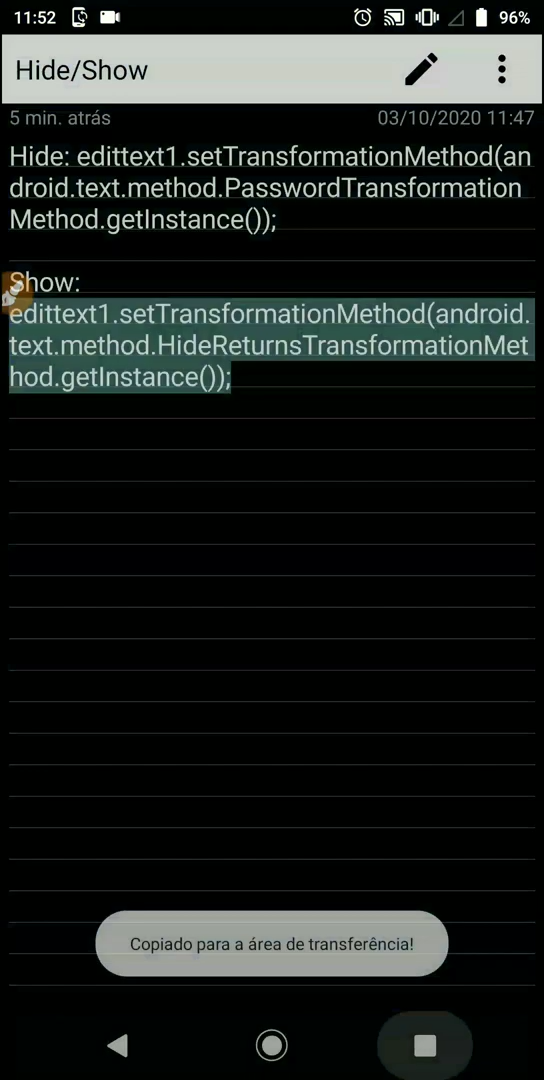 11:52 96%
Hide/Show
5 min. atrás 03/10/2020 11:47
Hide: edittext1.setTransformationMethod(an
droid.text.method.PasswordTransformation
Method.getInstance());
Show:
edittext1.setTransformationMethod(android.
text.method.HideReturnsTransformationMet
hod.getInstance());
Copiado para a área de transferência!